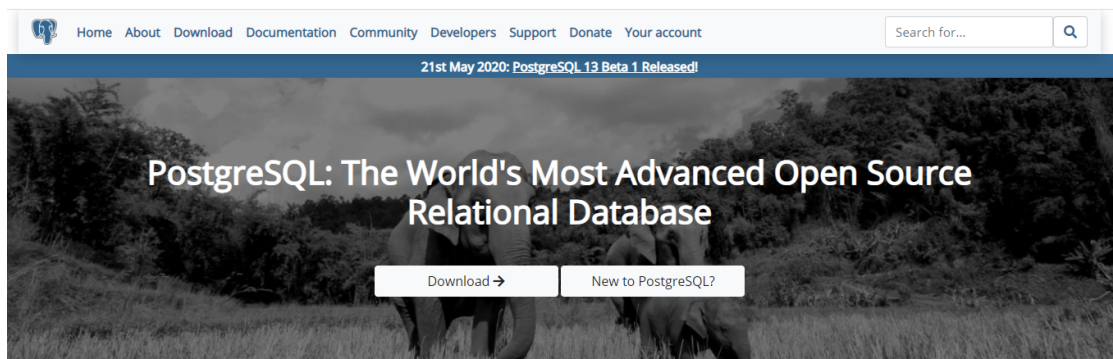 Home About Download Documentation Community Developers Support Donate Your account Search for...
21st May 2020: PostgreSQL 13 Beta 1 Released!
PostgreSQL: The World's Most Advanced Open Source
Relational Database
Download → New to PostgreSQL?